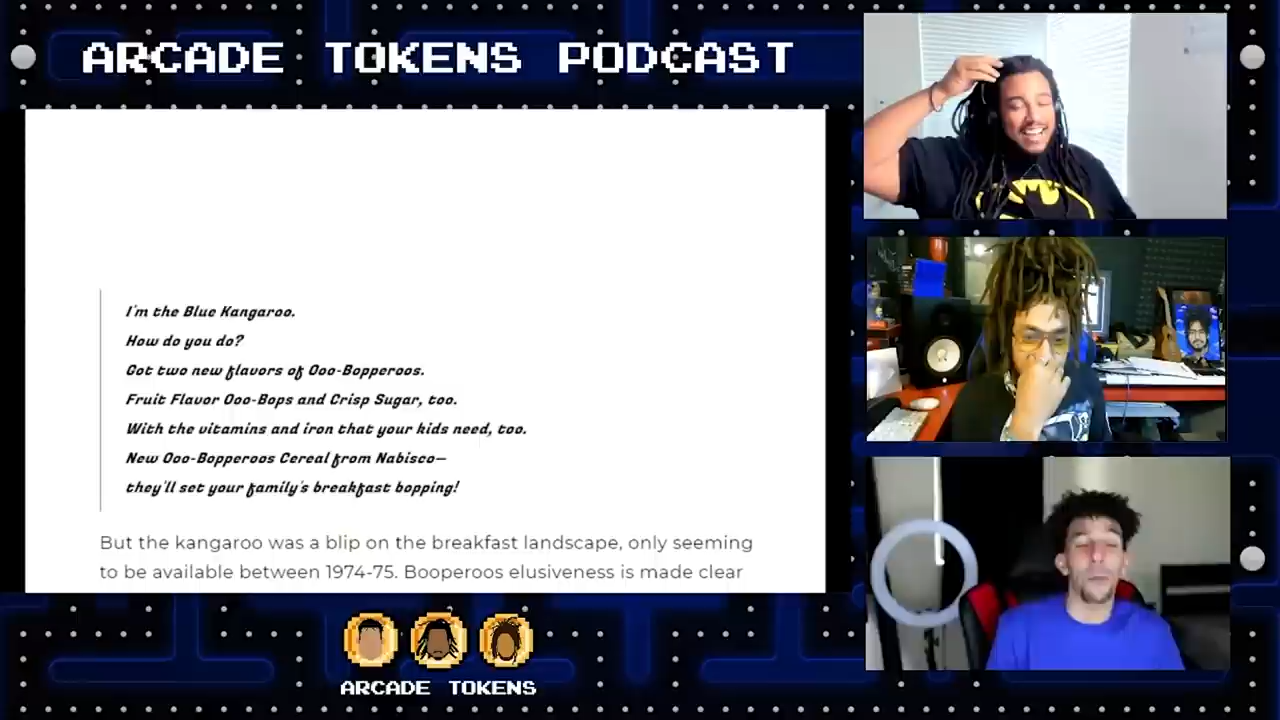 ARCADE TOKENS PODCAST
I'm the Blue Kangaroo.
How do you do?
Got two new flavors of Ooo-Bopperoos.
Fruit Flavor Ooo-Bops and Crisp Sugar, too.
With the vitamins and iron that your kids need, too.
New Ooo-Bopperoos Cereal from Nabisco—
they'll set your family's breakfast bopping!
But the kangaroo was a blip on the breakfast landscape, only seeming
to be available between 1974-75. Booperoos elusiveness is made clear
ARCADE TOKENS